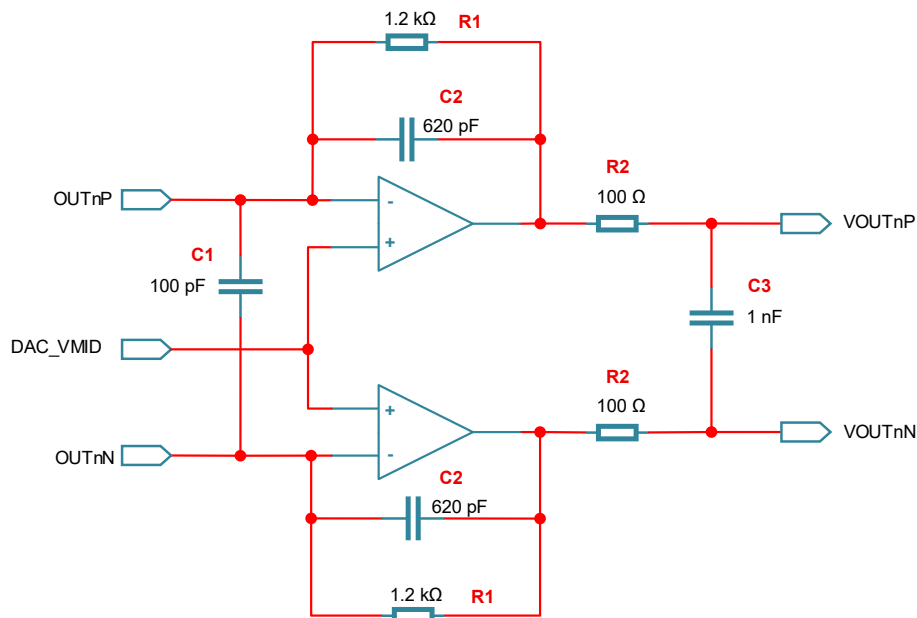 1.2 kΩ R1
C2
620 pF
R2
100 Ω
OUTnP
-
VOUTnP
+
C1
100 pF
C3
1 nF
DAC_VMID
R2
100 Ω
+
VOUTnN
OUTnN
-
C2
620 pF
1.2 kΩ R1